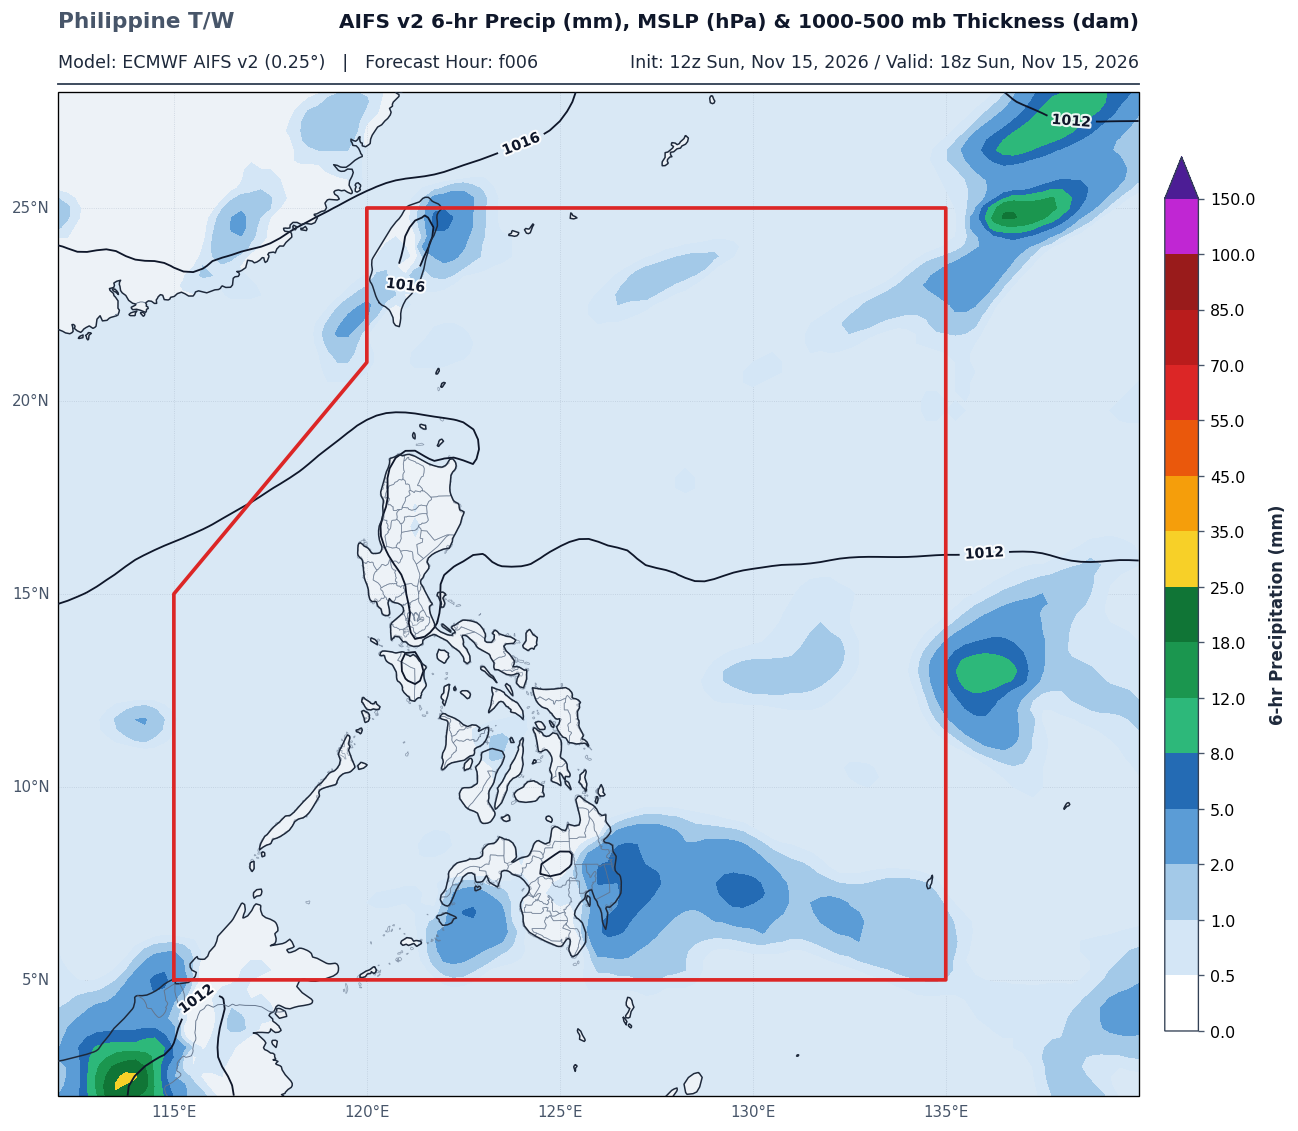 Philippine T/W
AIFS v2 6-hr Precip (mm), MSLP (hPa) & 1000-500 mb Thickness (dam)
Model: ECMWF AIFS v2 (0.25°) | Forecast Hour: f006
Init: 12z Sun, Nov 15, 2026 / Valid: 18z Sun, Nov 15, 2026
1012
1016
1016
1012
1012
25°N
20°N
15°N
10°N
5°N
115°E
120°E
125°E
130°E
135°E
150.0
100.0
85.0
70.0
55.0
45.0
35.0
25.0
18.0
12.0
8.0
5.0
2.0
1.0
0.5
0.0
6-hr Precipitation (mm)